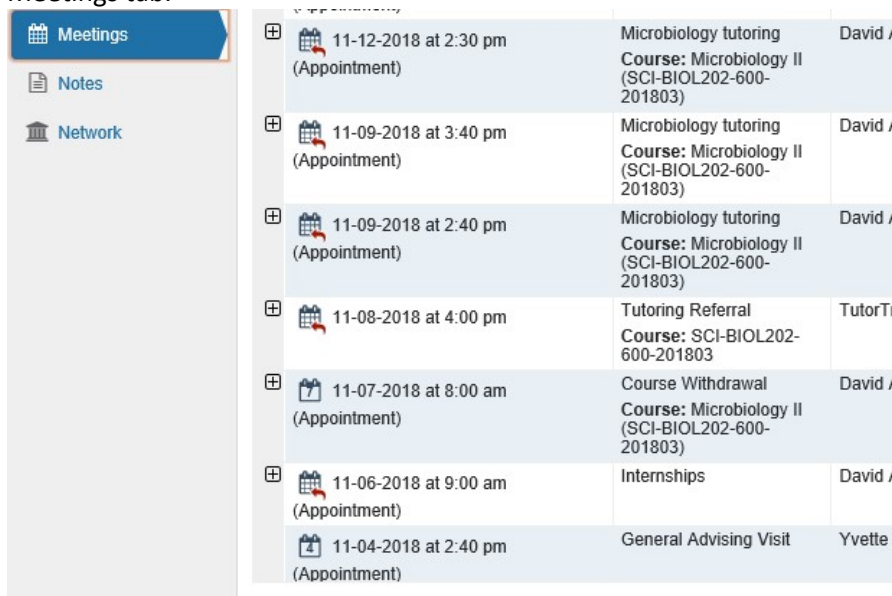 meetings tab.
Meetings
Notes
Network
11-12-2018 at 2:30 pm
(Appointment)
Microbiology tutoring
Course: Microbiology II
(SCI-BIOL202-600-
201803)
David A
11-09-2018 at 3:40 pm
(Appointment)
Microbiology tutoring
Course: Microbiology II
(SCI-BIOL202-600-
201803)
David A
11-09-2018 at 2:40 pm
(Appointment)
Microbiology tutoring
Course: Microbiology II
(SCI-BIOL202-600-
201803)
David A
11-08-2018 at 4:00 pm
Tutoring Referral
Course: SCI-BIOL202-
600-201803
TutorTr
7 11-07-2018 at 8:00 am
(Appointment)
Course Withdrawal
Course: Microbiology II
(SCI-BIOL202-600-
201803)
David A
11-06-2018 at 9:00 am
(Appointment)
Internships
David A
4 11-04-2018 at 2:40 pm
(Appointment)
General Advising Visit
Yvette